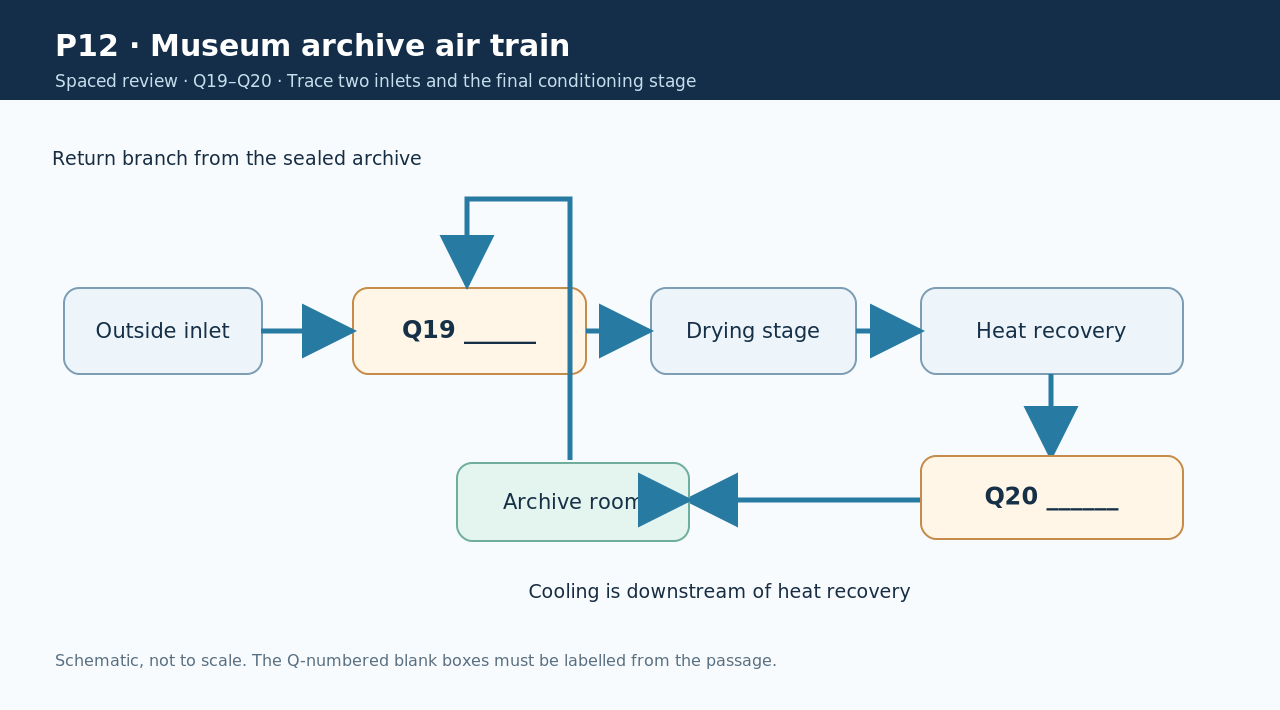 P12 · Museum archive air train
Spaced review · Q19–Q20 · Trace two inlets and the final conditioning stage
Return branch from the sealed archive
Outside inlet
Q19 ______
Drying stage
Heat recovery
Archive room
Q20 ______
Cooling is downstream of heat recovery
Schematic, not to scale. The Q-numbered blank boxes must be labelled from the passage.